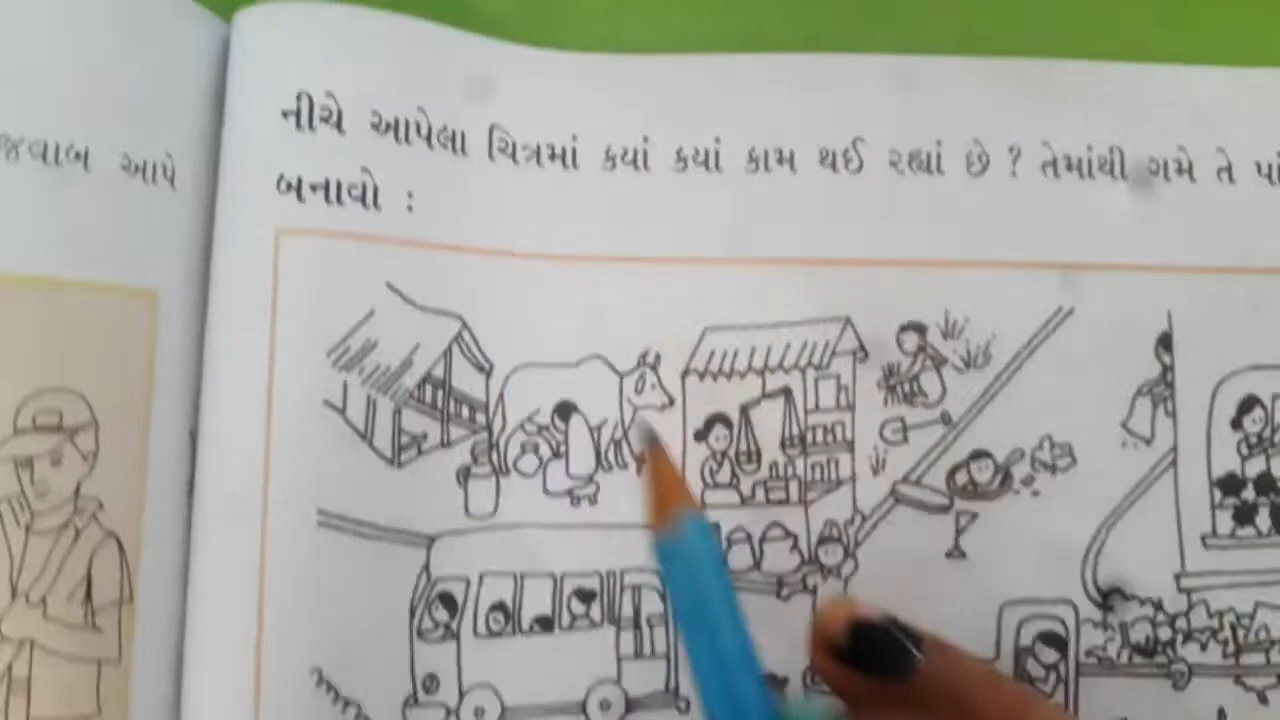 જવાબ આપે
નીચે આપેલા ચિત્રમાં કયાં કયાં કામ થઈ રહ્યાં છે ? તેમાંથી ગમે તે
બનાવો :